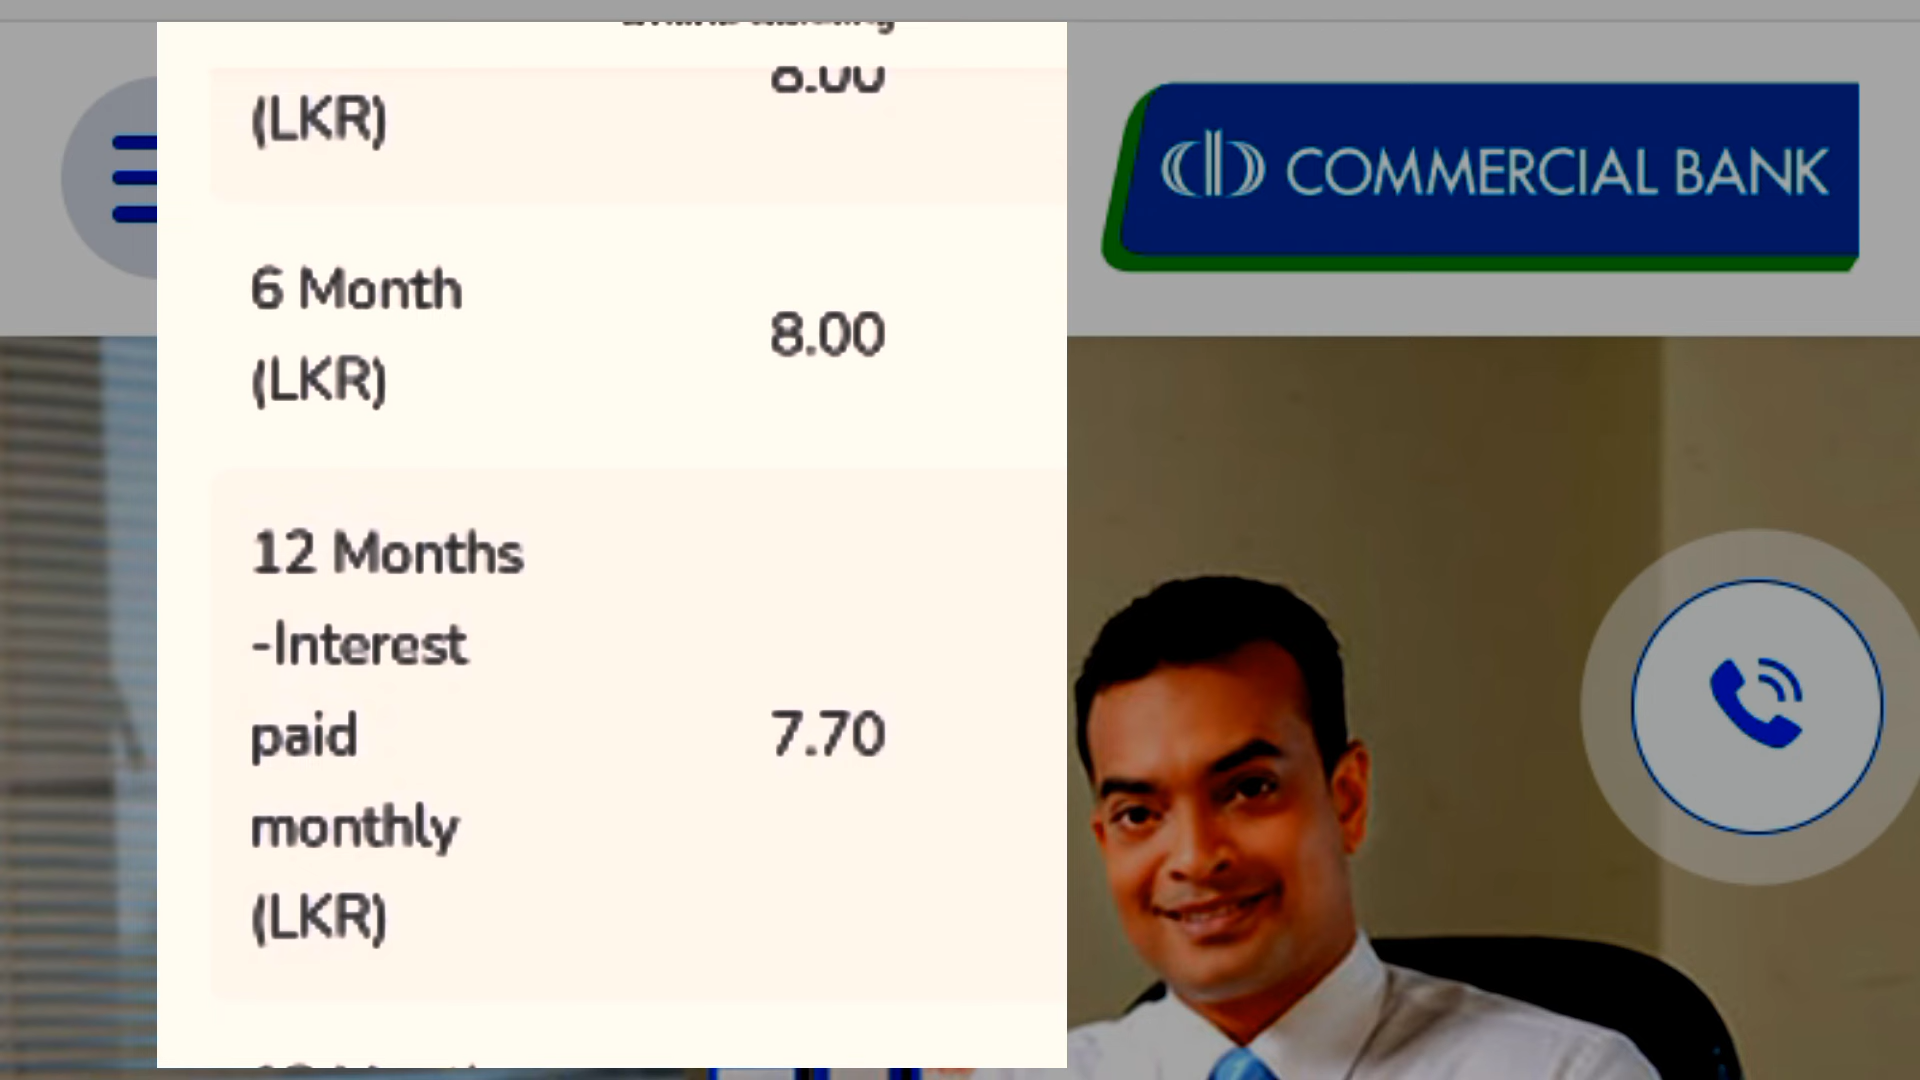 (LKR)
6 Month
8.00
(LKR)
12 Months
-Interest
paid
7.70
monthly
(LKR)
COMMERCIAL BANK